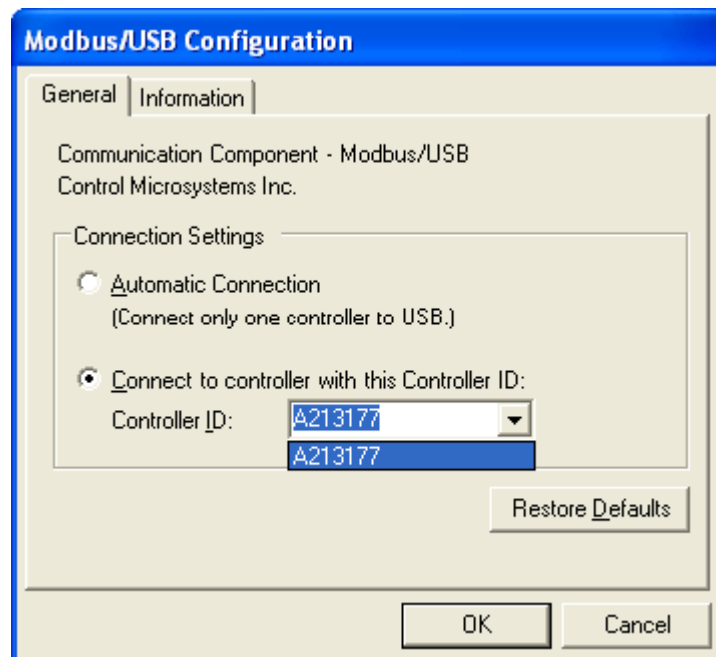 Modbus/USB Configuration
General Information
Communication Component - Modbus/USB
Control Microsystems Inc.
Connection Settings
Automatic Connection
(Connect only one controller to USB.)
Connect to controller with this Controller ID:
Controller ID: A213177
A213177
Restore Defaults
OK Cancel